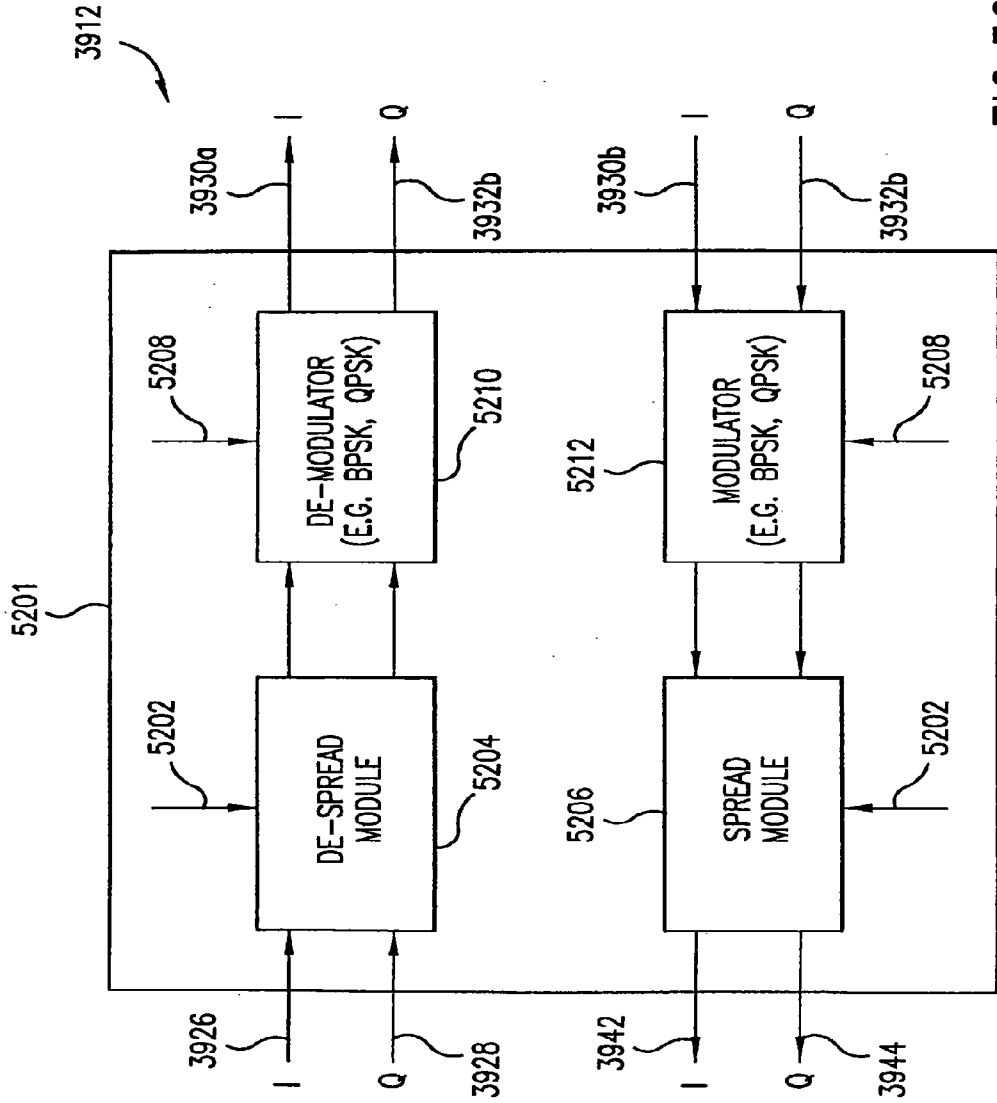 3912
5201
5202
5208
3926
I
DE-SPREAD
MODULE
DE-MODULATOR
(E.G. BPSK, QPSK)
3930a
I
Q
3928
5204
5210
3932b
Q
5206
5212
3930b
I
3942
I
SPREAD
MODULE
MODULATOR
(E.G. BPSK, QPSK)
Q
3944
5202
5208
3932b
Q